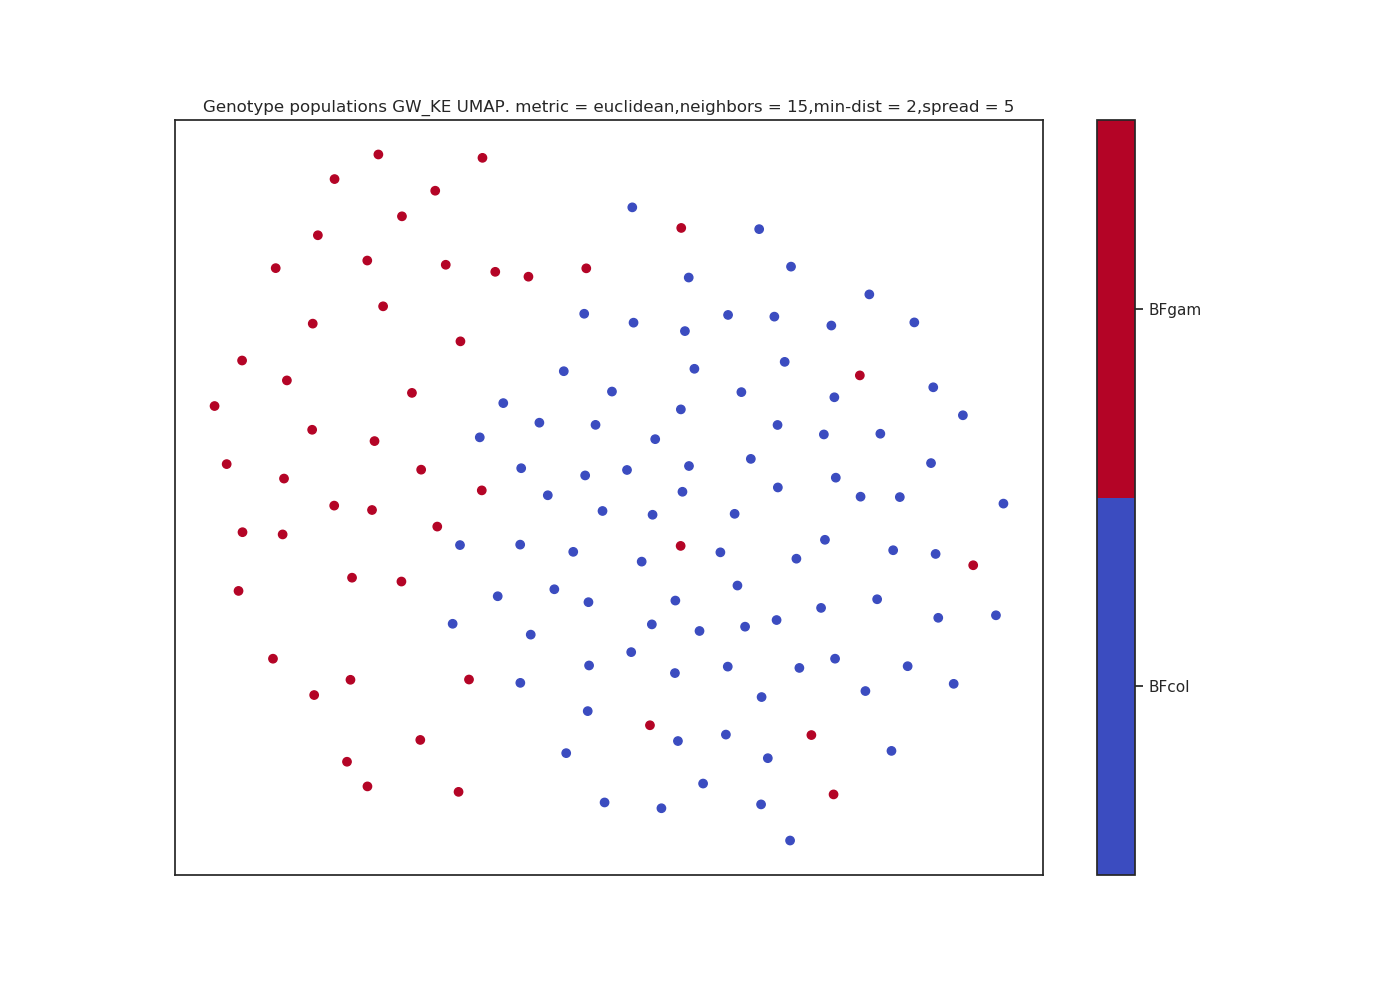 Genotype populations GW_KE UMAP. metric = euclidean,neighbors = 15,min-dist = 2,spread = 5
BFgam
BFcol